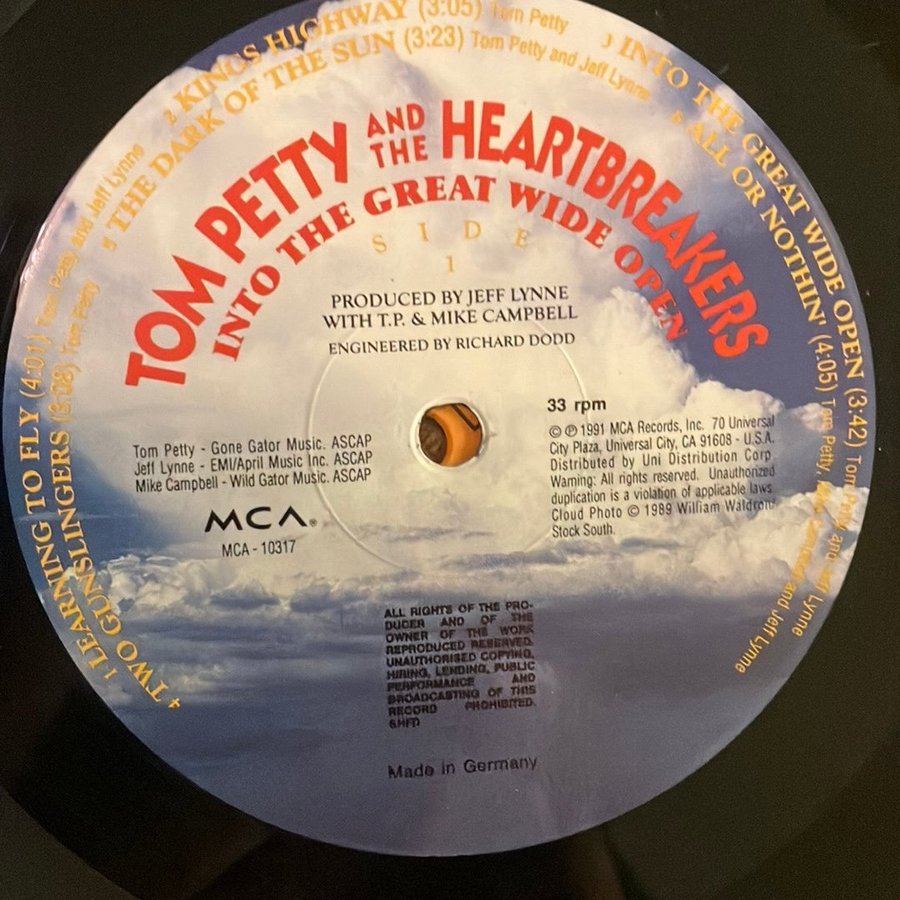 1 LEARNING TO FLY (4:01) Tom Petty and Jeff Lynne
2 KINGS HIGHWAY (3:05) Tom Petty
3 INTO THE GREAT WIDE OPEN (3:42) Tom Petty and Jeff Lynne
4 TWO GUNSLINGERS (3:08) Tom Petty
5 THE DARK OF THE SUN (3:23) Tom Petty and Jeff Lynne
6 ALL OR NOTHIN' (4:05) Tom Petty, Mike Campbell and Jeff Lynne
TOM PETTY AND THE HEARTBREAKERS
INTO THE GREAT WIDE OPEN
SIDE
1
PRODUCED BY JEFF LYNNE
WITH T.P. & MIKE CAMPBELL
ENGINEERED BY RICHARD DODD
Tom Petty - Gone Gator Music. ASCAP
Jeff Lynne - EMI/April Music Inc. ASCAP
Mike Campbell - Wild Gator Music. ASCAP
MCA®
MCA - 10317
33 rpm
© ℗ 1991 MCA Records, Inc. 70 Universal
City Plaza, Universal City, CA 91608 - U.S.A.
Distributed by Uni Distribution Corp.
Warning: All rights reserved. Unauthorized
duplication is a violation of applicable laws.
Cloud Photo © 1989 William Waldron/
Stock South.
ALL RIGHTS OF THE PRO-
DUCER AND OF THE
OWNER OF THE WORK
REPRODUCED RESERVED.
UNAUTHORISED COPYING,
HIRING, LENDING, PUBLIC
PERFORMANCE AND
BROADCASTING OF THIS
RECORD PROHIBITED.
Made in Germany